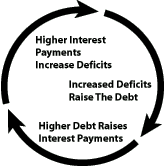 Higher Interest
Payments
Increase Deficits
Increased Deficits
Raise The Debt
Higher Debt Raises
Interest Payments